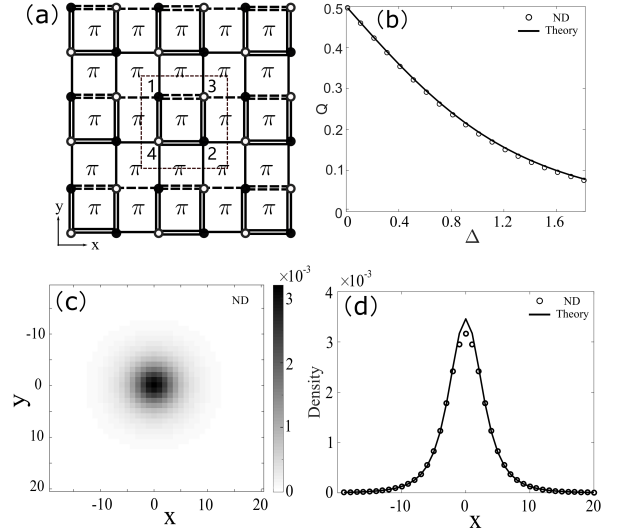 (a)
π π π π π
π π π π π
1 3
π π π π π
4 2
π π π π π
π π π π π
y
x
(b)
ND
Theory
0.5
0.4
0.3
0.2
0.1
0
Q
0 0.4 0.8 1.2 1.6
Δ
(c)
ND
×10⁻³
3
2
1
0
-10
0
10
20
y
-10 0 10 20
x
(d)
×10⁻³
ND
Theory
4
3
2
1
0
Density
-10 0 10 20
x